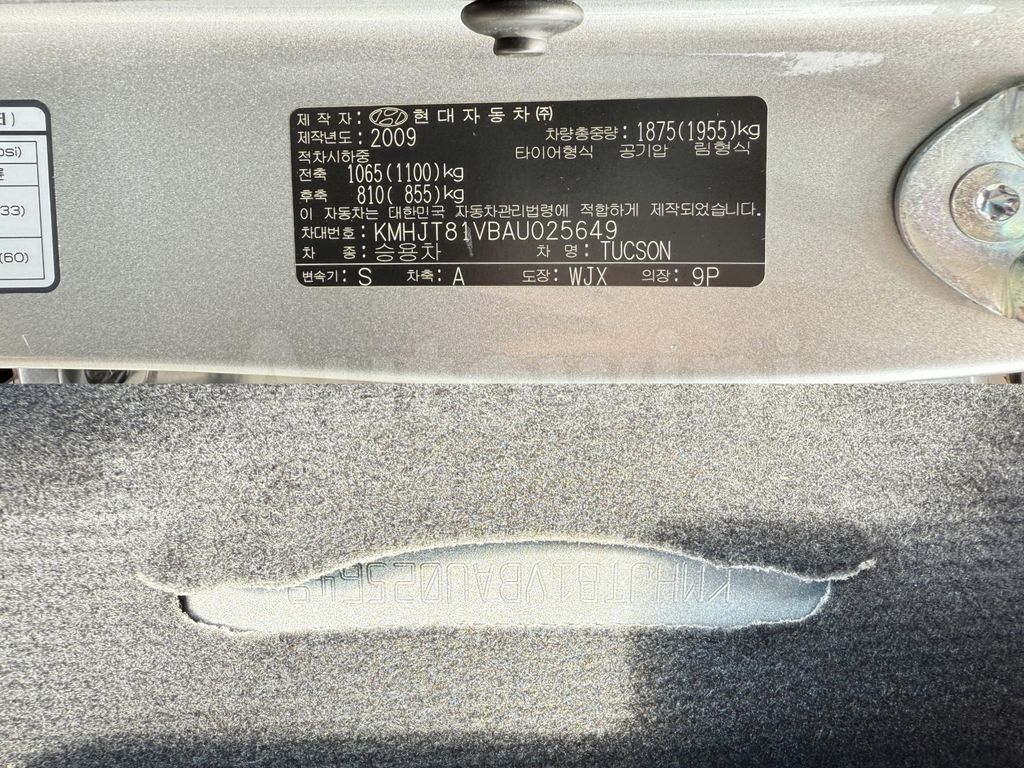 ㅣ)
osi)
33)
(60)
제 작 자 : 현대자동차㈜
제작년도 : 2009 차량총중량 : 1875(1955)kg
타이어형식 공기압 림형식
적차시하중
전축 1065(1100)kg
후축 810( 855)kg
이 자동차는 대한민국 자동차관리법령에 적합하게 제작되었습니다.
차대번호 : KMHJT81VBAU025649
차 종 : 승용차 차 명 : TUCSON
변속기 : S 차축 : A 도장 : WJX 의장 : 9P
KMHJT81VBAU025649